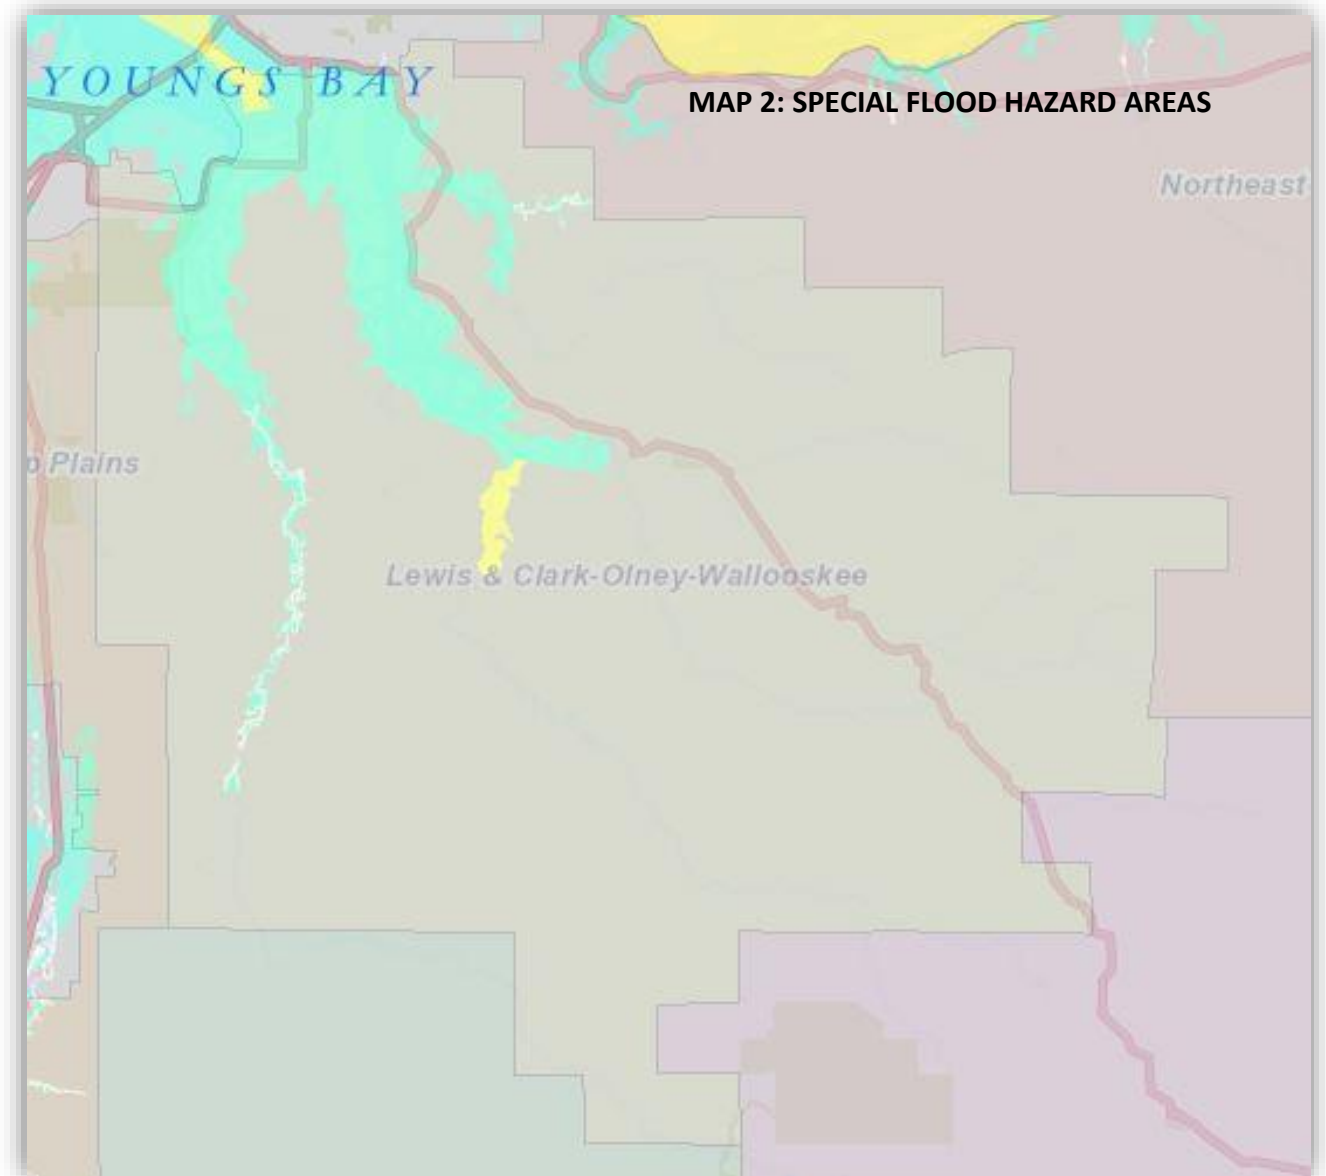 YOUNGS BAY
MAP 2: SPECIAL FLOOD HAZARD AREAS
Northeast
p Plains
Lewis & Clark-Olney-Wallooskee